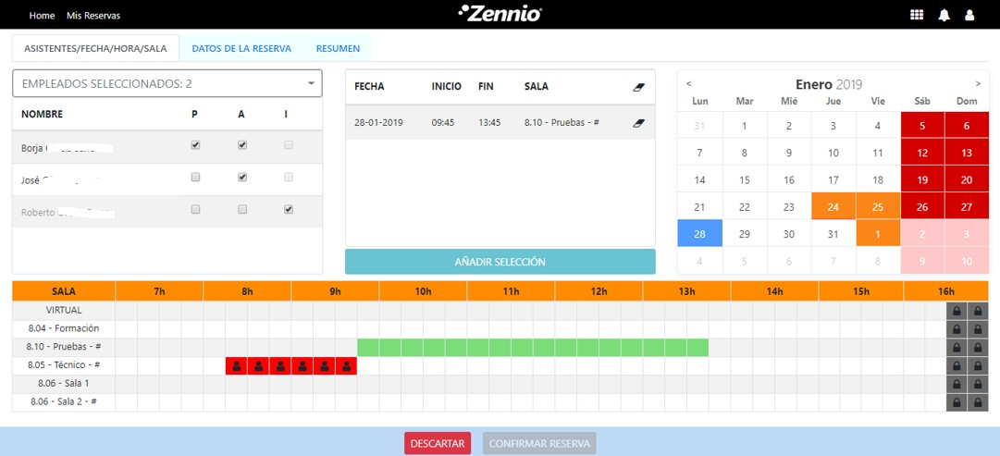 Home Mis Reservas Zennio
ASISTENTES/FECHA/HORA/SALA DATOS DE LA RESERVA RESUMEN
EMPLEADOS SELECCIONADOS: 2
NOMBRE P A I
Borja
José
Roberto
FECHA INICIO FIN SALA
28-01-2019 09:45 13:45 8.10 - Pruebas - #
AÑADIR SELECCIÓN
< Enero 2019 >
Lun Mar Mié Jue Vie Sáb Dom
31 1 2 3 4 5 6
7 8 9 10 11 12 13
14 15 16 17 18 19 20
21 22 23 24 25 26 27
28 29 30 31 1 2 3
4 5 6 7 8 9 10
SALA 7h 8h 9h 10h 11h 12h 13h 14h 15h 16h
VIRTUAL
8.04 - Formación
8.10 - Pruebas - #
8.05 - Técnico - #
8.06 - Sala 1
8.06 - Sala 2 - #
DESCARTAR CONFIRMAR RESERVA